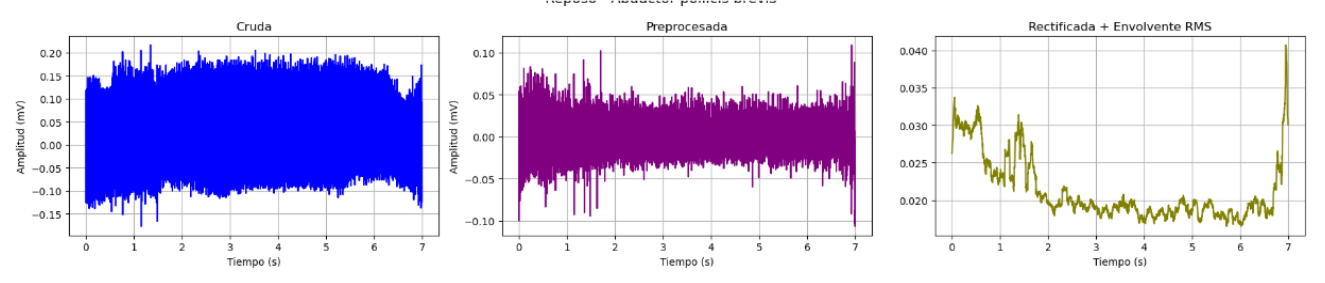 Reposo - Abductor pollicis brevis
Cruda
0.20
0.15
0.10
0.05
0.00
−0.05
−0.10
−0.15
Amplitud (mV)
0 1 2 3 4 5 6 7
Tiempo (s)
Preprocesada
0.10
0.05
0.00
−0.05
−0.10
Amplitud (mV)
0 1 2 3 4 5 6 7
Tiempo (s)
Rectificada + Envolvente RMS
0.040
0.035
0.030
0.025
0.020
0 1 2 3 4 5 6 7
Tiempo (s)